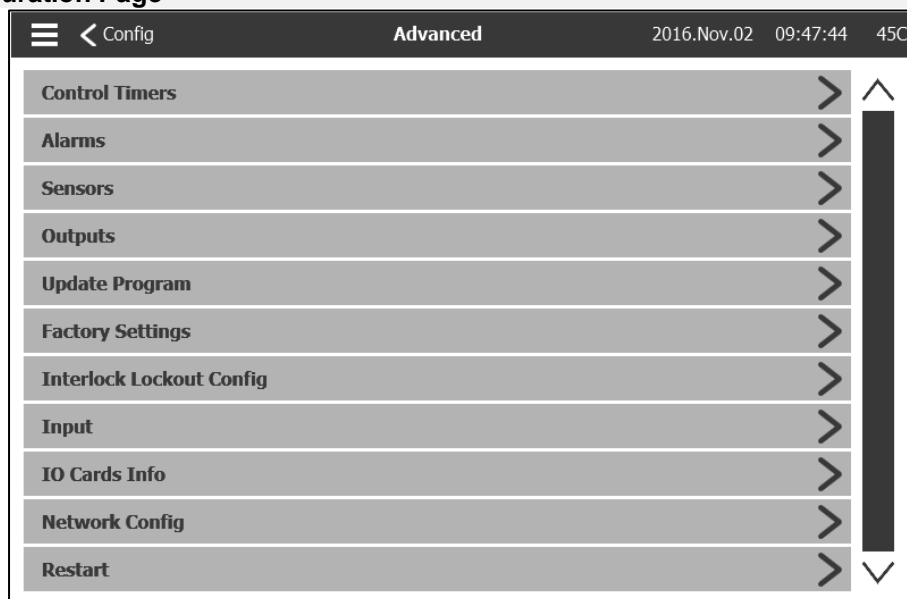 Config Advanced 2016.Nov.02 09:47:44 45C
Control Timers
Alarms
Sensors
Outputs
Update Program
Factory Settings
Interlock Lockout Config
Input
IO Cards Info
Network Config
Restart